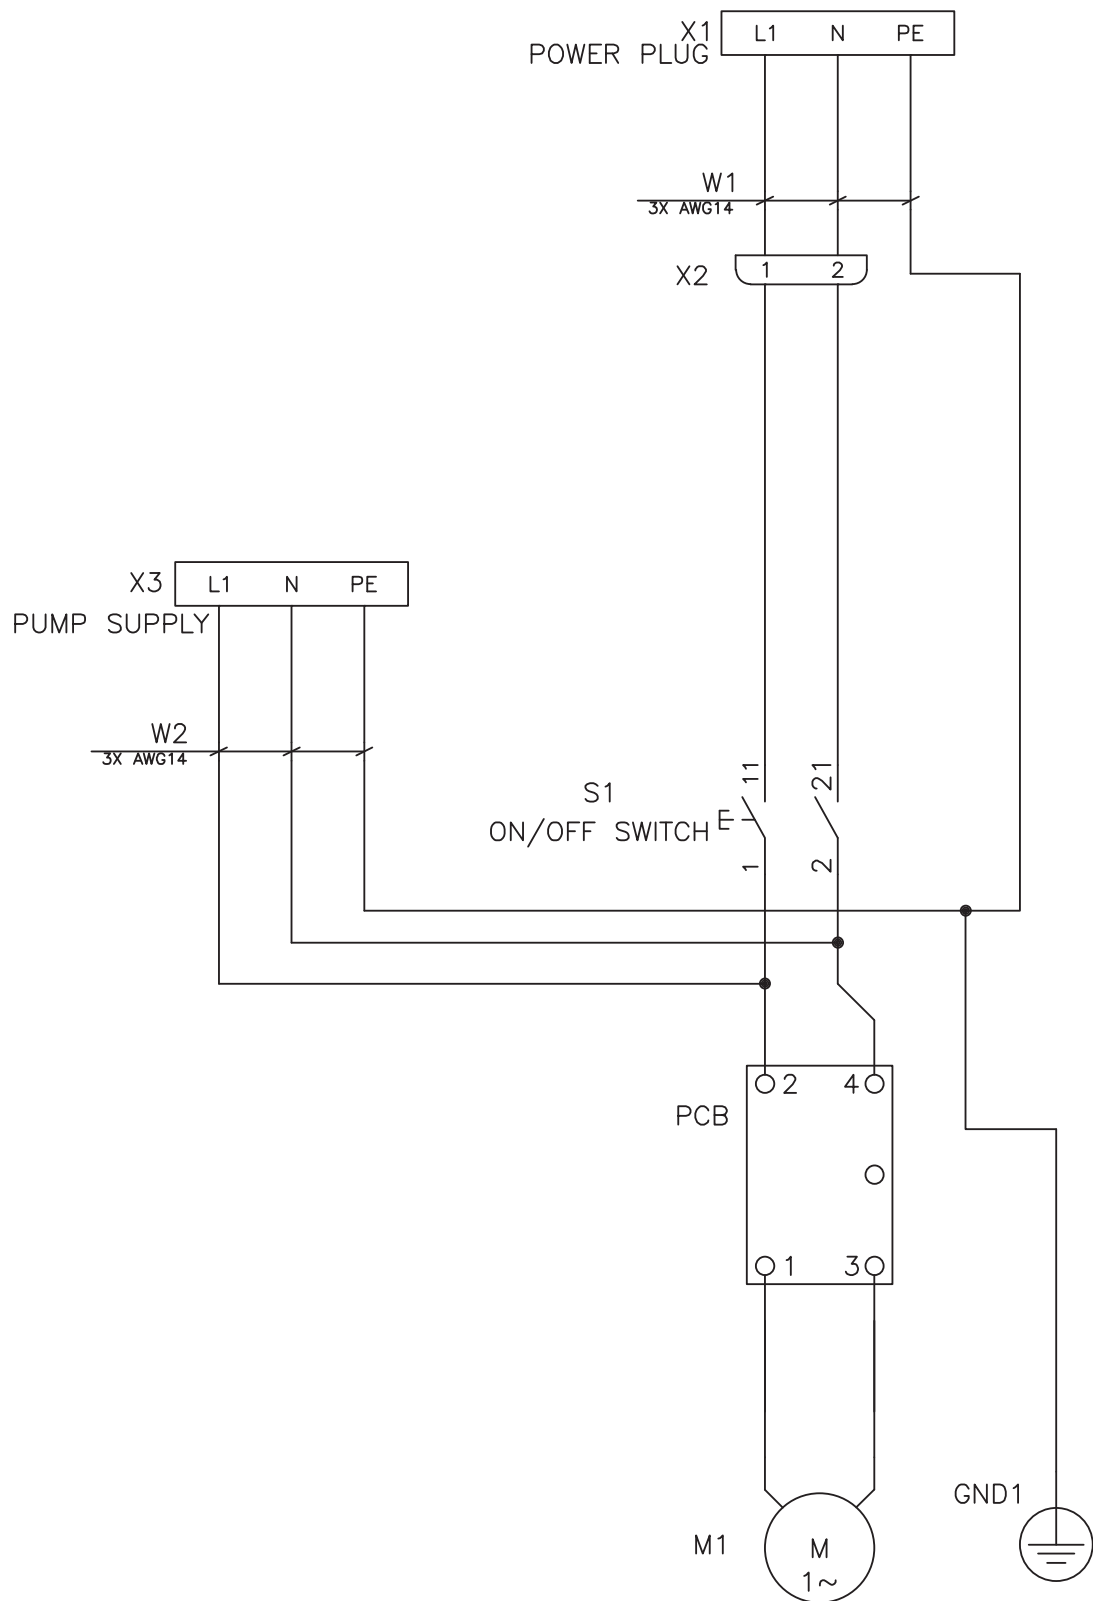 X1 L1 N PE
POWER PLUG
W1
3X AWG14
X2 1 2
X3 L1 N PE
PUMP SUPPLY
W2
3X AWG14
11 21
S1
ON/OFF SWITCH
1 2
2 4
PCB
1 3
GND1
M1 M
1~